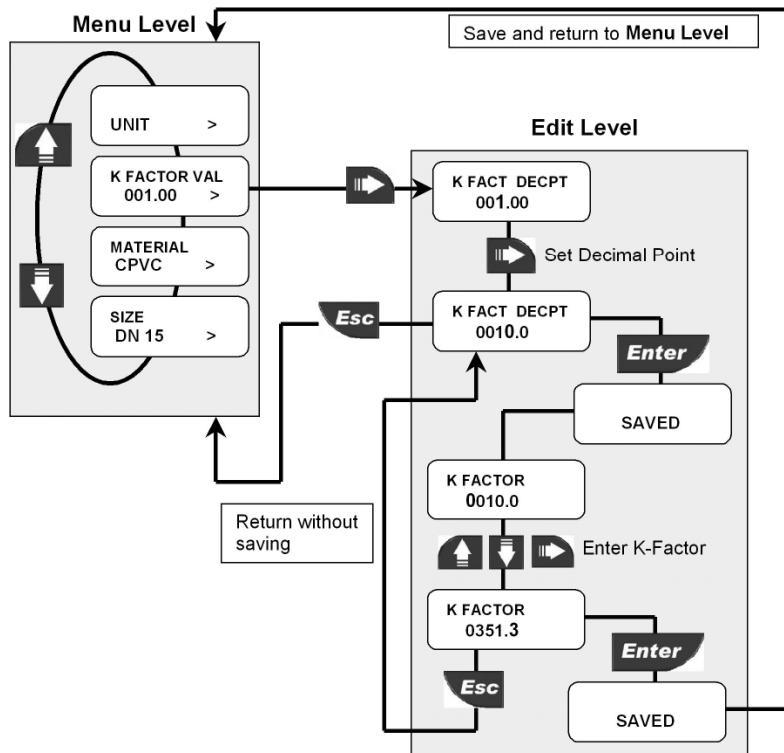 Menu Level
Save and return to Menu Level
UNIT >
K FACTOR VAL
001.00 >
MATERIAL
CPVC >
SIZE
DN 15 >
Edit Level
K FACT DECPT
001.00
Set Decimal Point
K FACT DECPT
0010.0
Esc
Enter
SAVED
K FACTOR
0010.0
Return without
saving
Enter K-Factor
K FACTOR
0351.3
Enter
Esc
SAVED